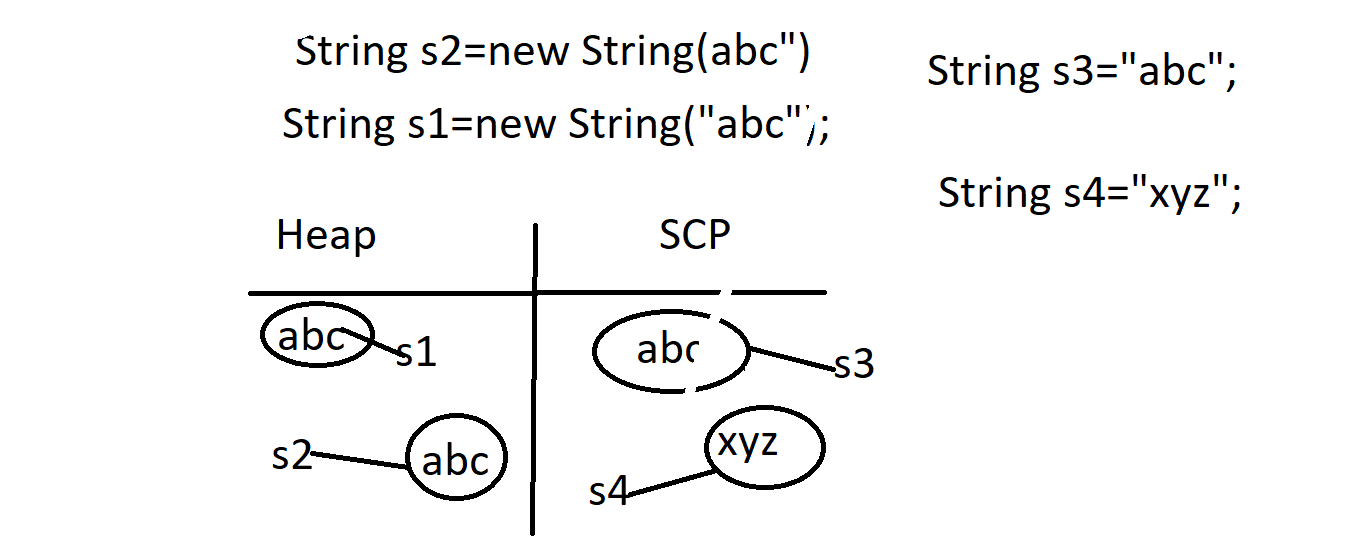 String s2=new String(abc")
String s3="abc";
String s1=new String("abc");
String s4="xyz";
Heap
SCP
abc
s1
abc
s3
s2
abc
xyz
s4